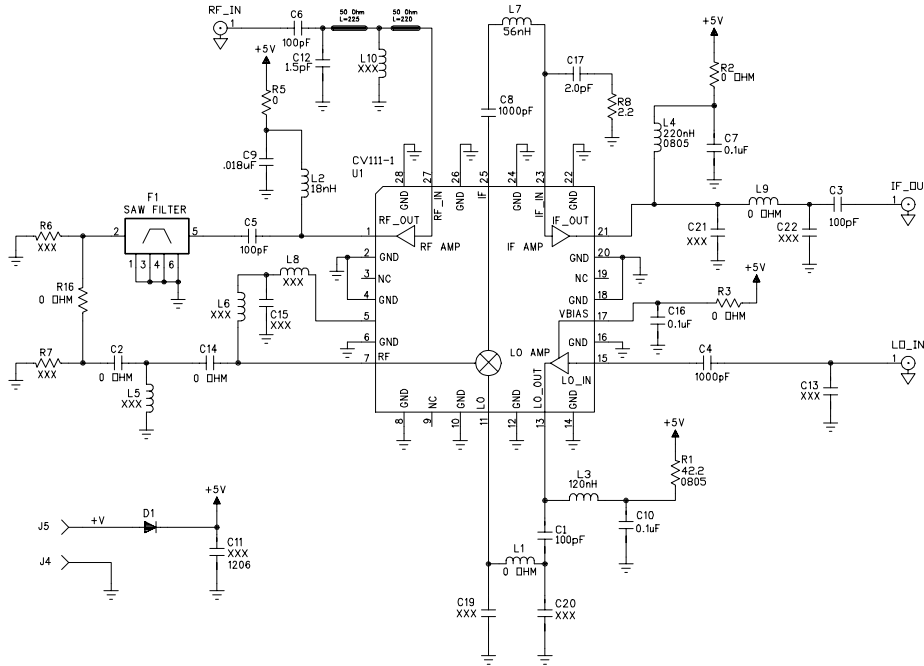 RF_IN
1
C6
100pF
50 Ohm
L=225
50 Ohm
L=220
L7
56nH
+5V
+5V
C12
1.5pF
L10
XXX
C17
2.0pF
R2
0 OHM
R5
0
C8
1000pF
R8
2.2
L4
220nH
0805
C7
0.1uF
C9
.018uF
L2
18nH
CV111-1
U1
28
27
26
25
24
23
22
GND
RF_IN
GND
IF
GND
IF_IN
GND
F1
SAW FILTER
C5
100pF
RF_OUT
RF AMP
IF_OUT
IF AMP
L9
0 OHM
C3
100pF
IF_OU
1
R6
XXX
2
5
1
3
4
6
1
21
C21
XXX
C22
XXX
2
GND
GND
20
3
NC
NC
19
4
GND
GND
18
R16
0 OHM
L8
XXX
L6
XXX
C15
XXX
5
VBIAS
17
+5V
R3
0 OHM
C16
0.1uF
6
GND
GND
16
R7
XXX
C2
0 OHM
C14
0 OHM
7
RF
LO AMP
LO_IN
15
C4
1000pF
LO_IN
1
L5
XXX
C13
XXX
GND
NC
GND
LO
GND
LO_OUT
GND
8
9
10
11
12
13
14
+5V
R1
42.2
0805
L3
120nH
C10
0.1uF
+5V
J5
+V
D1
C11
XXX
1206
J4
C1
100pF
L1
0 OHM
C19
XXX
C20
XXX